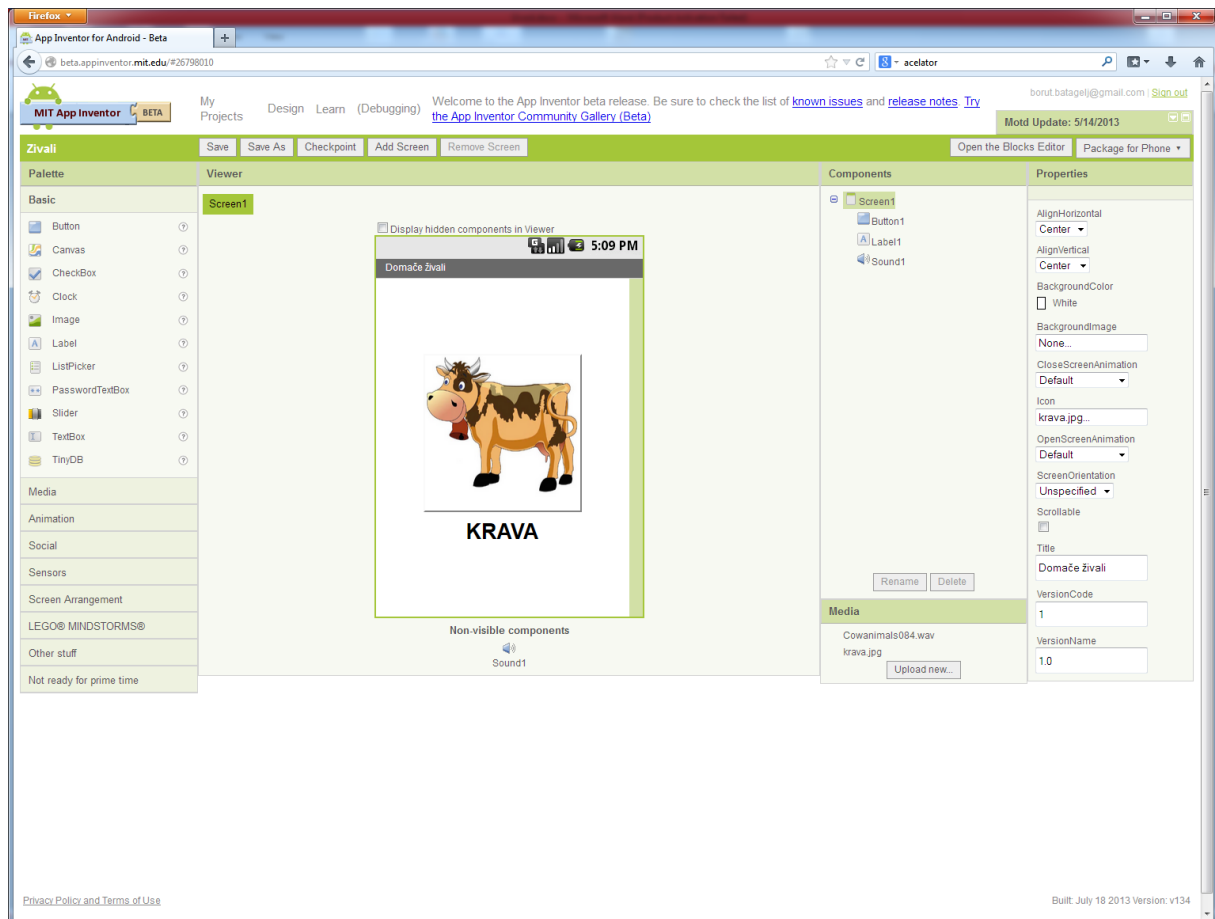 Firefox
App Inventor for Android - Beta
beta.appinventor.mit.edu/#26798010
acelator
MIT App Inventor BETA
My Projects
Design Learn (Debugging)
Welcome to the App Inventor beta release. Be sure to check the list of known issues and release notes. Try
the App Inventor Community Gallery (Beta)
borut.batagelj@gmail.com | Sign out
Motd Update: 5/14/2013
Zivali
Save Save As Checkpoint Add Screen Remove Screen
Open the Blocks Editor Package for Phone
Palette
Basic
Button
Canvas
CheckBox
Clock
Image
Label
ListPicker
PasswordTextBox
Slider
TextBox
TinyDB
Media
Animation
Social
Sensors
Screen Arrangement
LEGO® MINDSTORMS®
Other stuff
Not ready for prime time
Viewer
Screen1
Display hidden components in Viewer
5:09 PM
Domače živali
KRAVA
Non-visible components
Sound1
Components
Screen1
Button1
Label1
Sound1
Rename Delete
Media
Cowanimals084.wav
krava.jpg
Upload new...
Properties
AlignHorizontal
Center
AlignVertical
Center
BackgroundColor
White
BackgroundImage
None...
CloseScreenAnimation
Default
Icon
krava.jpg...
OpenScreenAnimation
Default
ScreenOrientation
Unspecified
Scrollable
Title
Domače živali
VersionCode
1
VersionName
1.0
Privacy Policy and Terms of Use
Built: July 18 2013 Version: v134